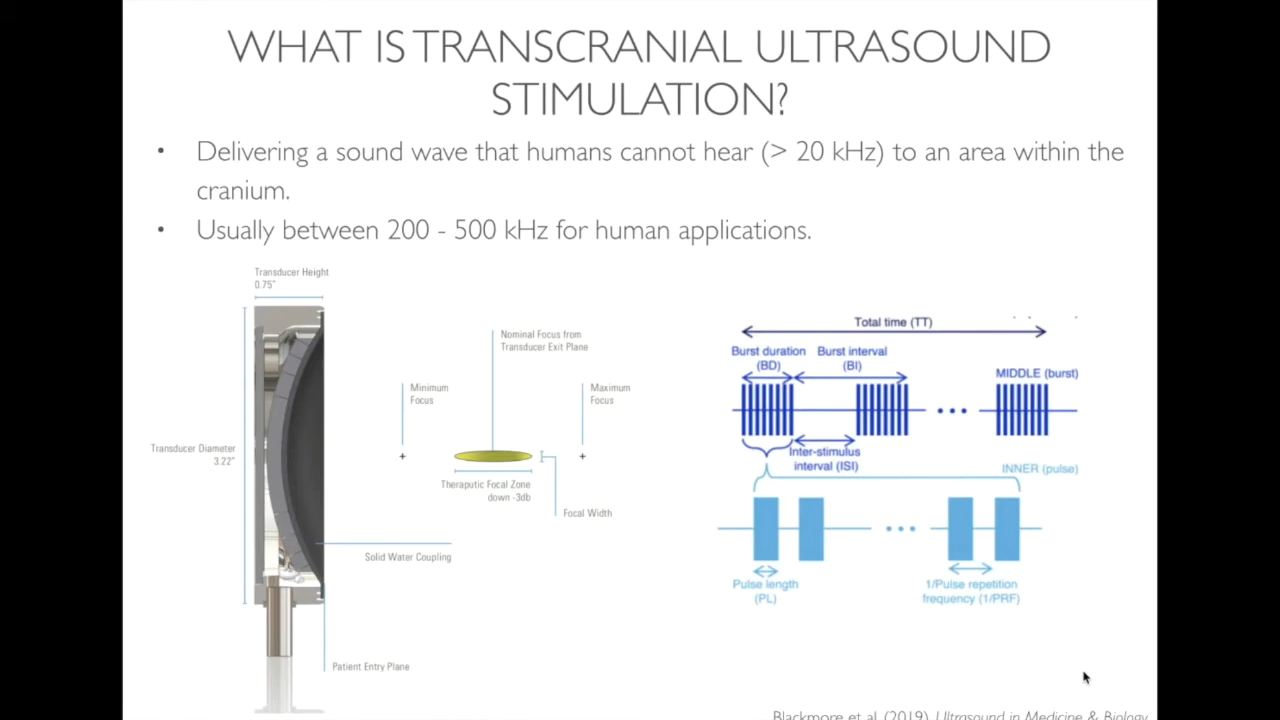 WHAT IS TRANSCRANIAL ULTRASOUND
STIMULATION?
• Delivering a sound wave that humans cannot hear (> 20 kHz) to an area within the
cranium.
• Usually between 200 - 500 kHz for human applications.
Transducer Height
0.75"
Transducer Diameter
3.22"
Nominal Focus from
Transducer Exit Plane
Minimum
Focus
Maximum
Focus
Theraputic Focal Zone
down -3db
Focal Width
Solid Water Coupling
Patient Entry Plane
Total time (TT)
Burst duration
(BD)
Burst interval
(BI)
MIDDLE (burst)
Inter-stimulus
interval (ISI)
INNER (pulse)
Pulse length
(PL)
1/Pulse repetition
frequency (1/PRF)
Blackmore et al. (2019). Ultrasound in Medicine & Biology